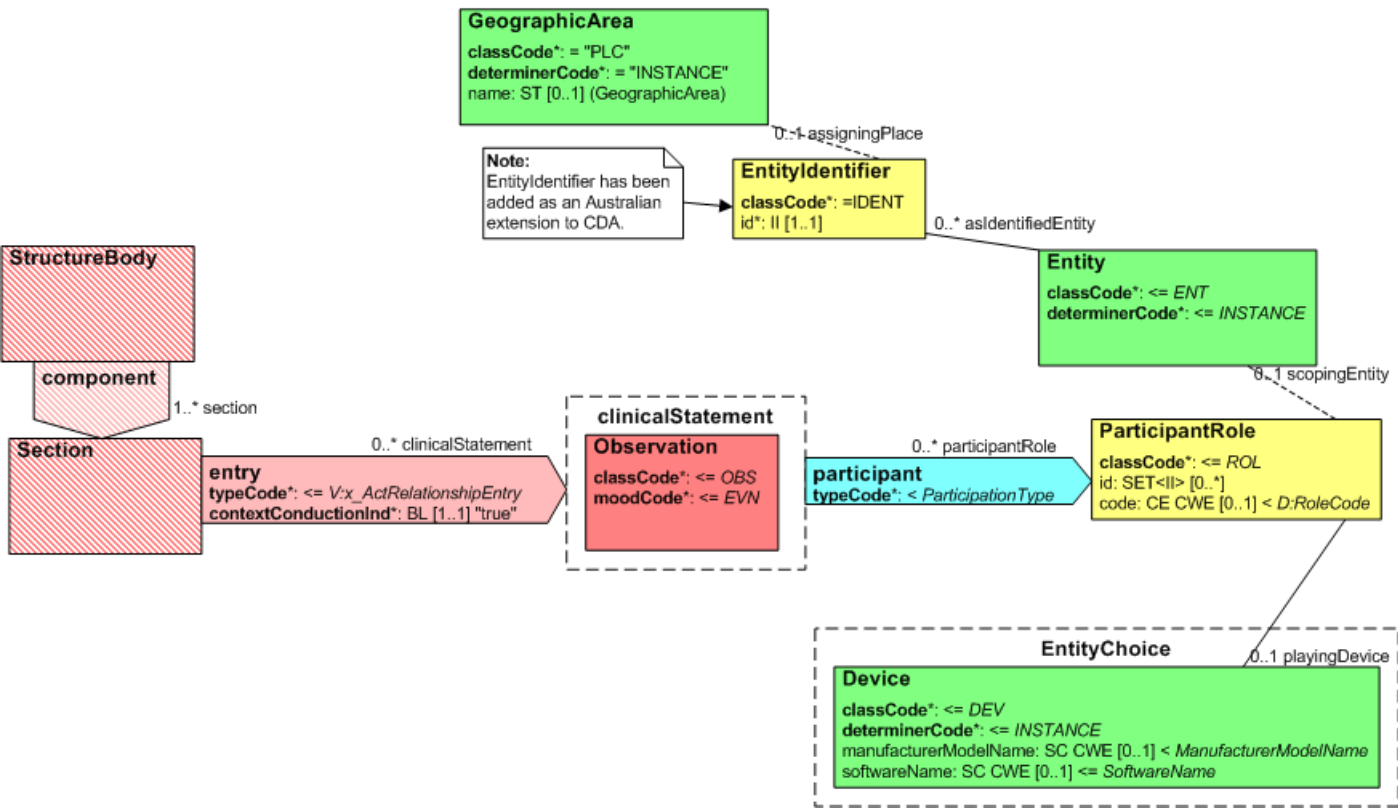 GeographicArea
classCode*: = "PLC"
determinerCode*: = "INSTANCE"
name: ST [0..1] (GeographicArea)
0..1 assigningPlace
Note:
EntityIdentifier has been
added as an Australian
extension to CDA.
EntityIdentifier
classCode*: =IDENT
id*: II [1..1]
0..* asIdentifiedEntity
Entity
classCode*: <= ENT
determinerCode*: <= INSTANCE
0..1 scopingEntity
StructureBody
component
1..* section
Section
0..* clinicalStatement
entry
typeCode*: <= V:x_ActRelationshipEntry
contextConductionInd*: BL [1..1] "true"
clinicalStatement
Observation
classCode*: <= OBS
moodCode*: <= EVN
0..* participantRole
participant
typeCode*: < ParticipationType
ParticipantRole
classCode*: <= ROL
id: SET<II> [0..*]
code: CE CWE [0..1] < D:RoleCode
EntityChoice
0..1 playingDevice
Device
classCode*: <= DEV
determinerCode*: <= INSTANCE
manufacturerModelName: SC CWE [0..1] < ManufacturerModelName
softwareName: SC CWE [0..1] <= SoftwareName